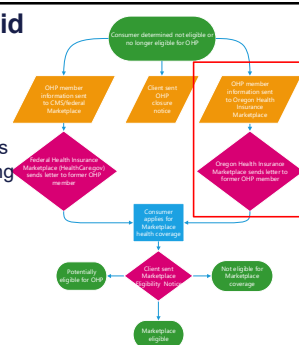 id
Consumer determined not eligible or
no longer eligible for OHP
OHP member
information sent
to CMS/federal
Marketplace
Client sent
OHP
closure
notice
OHP member
information sent
to Oregon Health
Insurance
Marketplace
s
ng
Federal Health Insurance
Marketplace (HealthCare.gov)
sends letter to former OHP
member
Oregon Health Insurance
Marketplace sends letter to
former OHP member
Consumer
applies for
Marketplace
health coverage
Potentially
eligible for OHP
Client sent
Marketplace
Eligibility Notice
Not eligible for
Marketplace
coverage
Marketplace
eligible